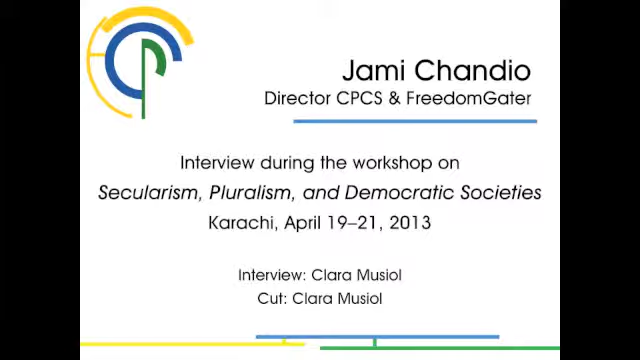 Jami Chandio
Director CPCS & FreedomGater
Interview during the workshop on
Secularism, Pluralism, and Democratic Societies
Karachi, April 19–21, 2013
Interview: Clara Musiol
Cut: Clara Musiol